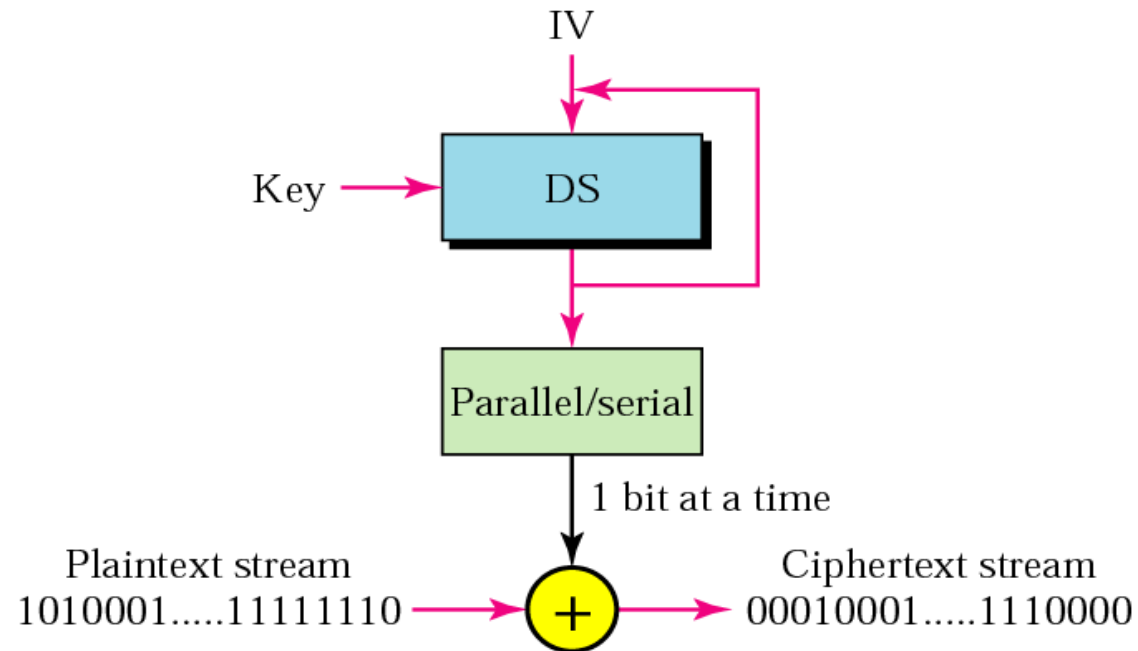 IV
Key
DS
Parallel/serial
1 bit at a time
Plaintext stream
1010001.....11111110
+
Ciphertext stream
00010001.....1110000